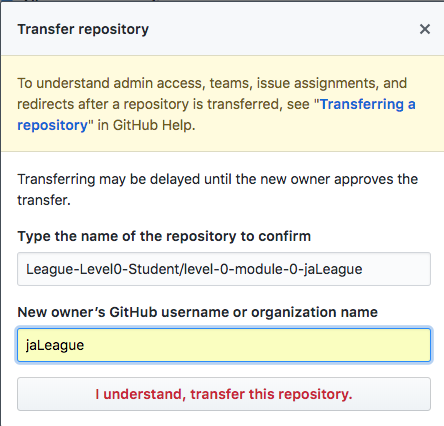 Transfer repository
To understand admin access, teams, issue assignments, and
redirects after a repository is transferred, see "Transferring a
repository" in GitHub Help.
Transferring may be delayed until the new owner approves the
transfer.
Type the name of the repository to confirm
League-Level0-Student/level-0-module-0-jaLeague
New owner's GitHub username or organization name
jaLeague
I understand, transfer this repository.